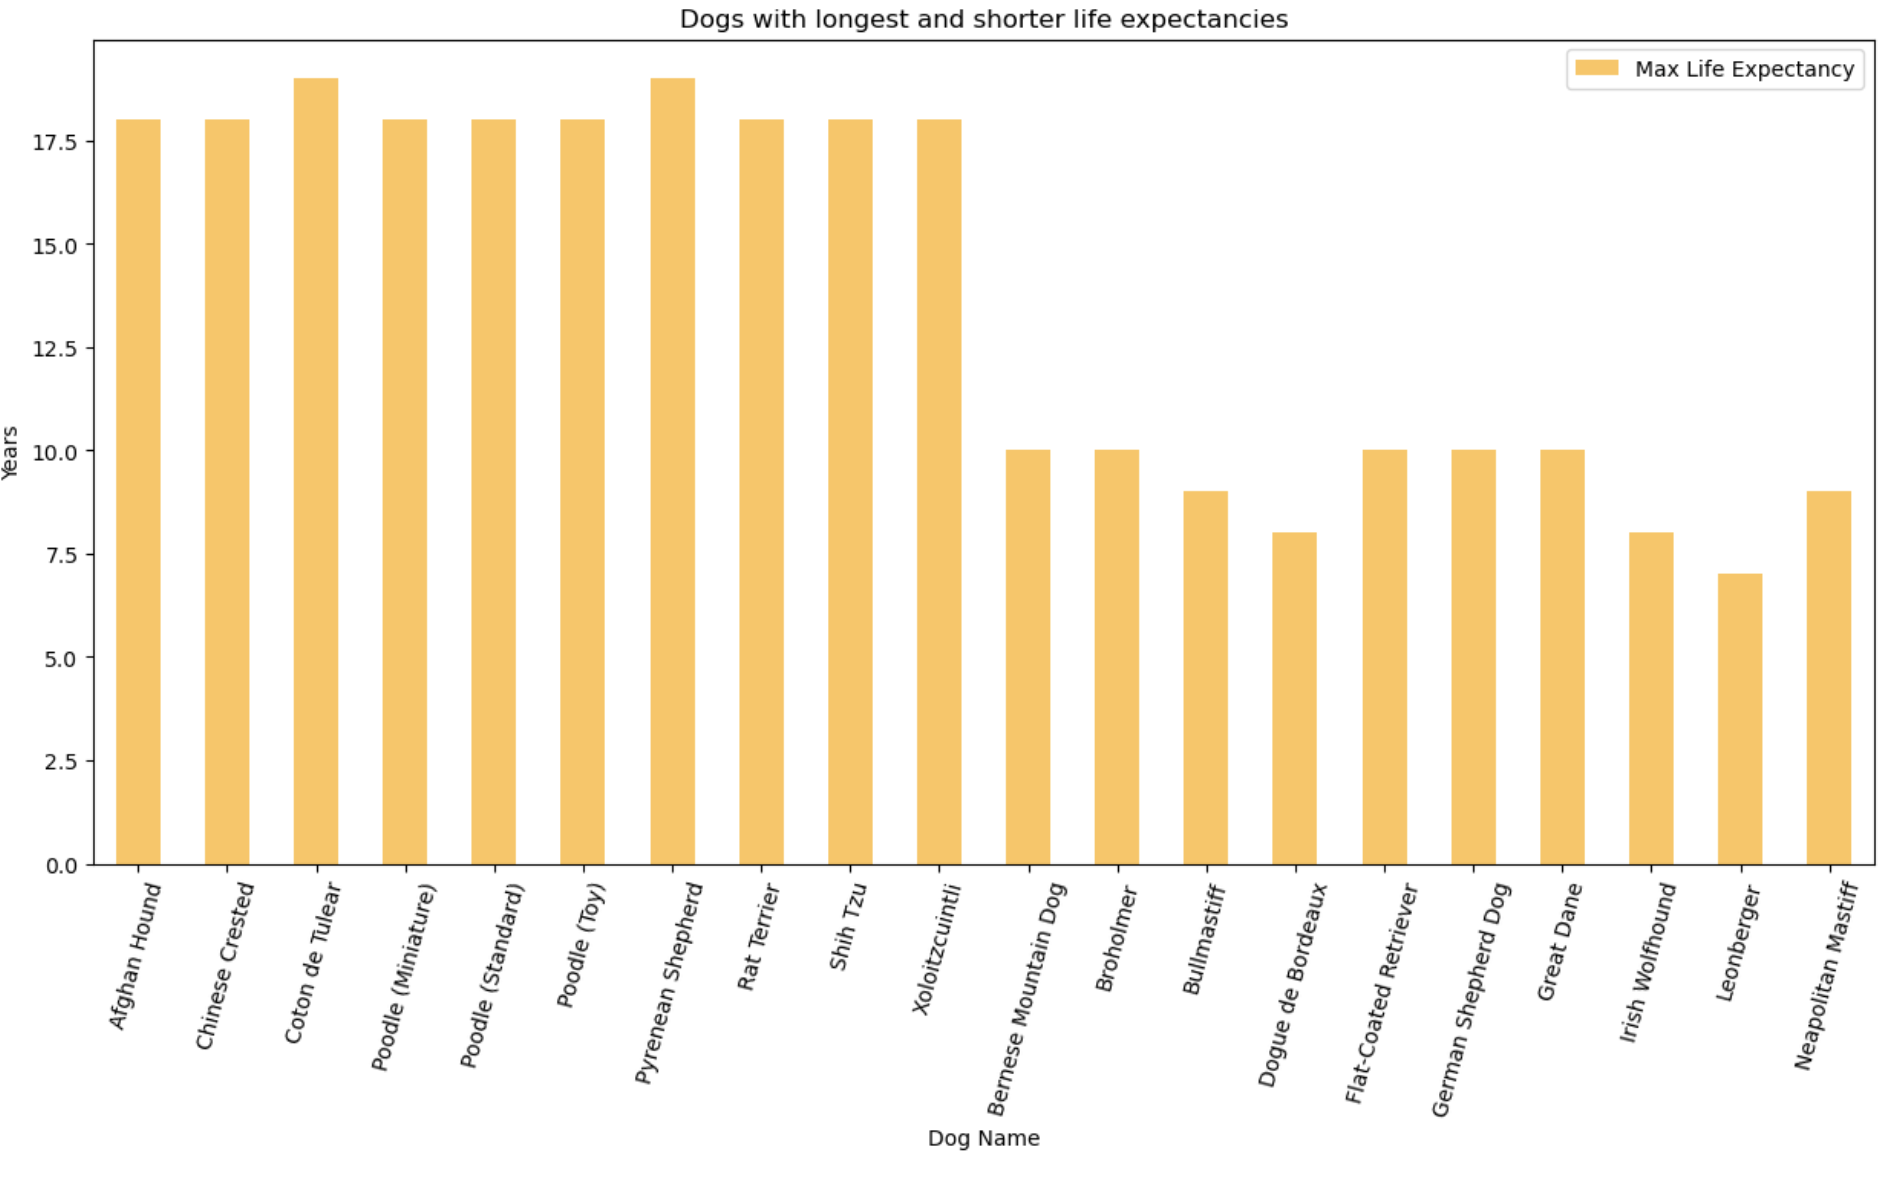 Dogs with longest and shorter life expectancies
Max Life Expectancy
Years
17.5
15.0
12.5
10.0
7.5
5.0
2.5
0.0
Afghan Hound
Chinese Crested
Coton de Tulear
Poodle (Miniature)
Poodle (Standard)
Poodle (Toy)
Pyrenean Shepherd
Rat Terrier
Shih Tzu
Xoloitzcuintli
Bernese Mountain Dog
Broholmer
Bullmastiff
Dogue de Bordeaux
Flat-Coated Retriever
German Shepherd Dog
Great Dane
Irish Wolfhound
Leonberger
Neapolitan Mastiff
Dog Name